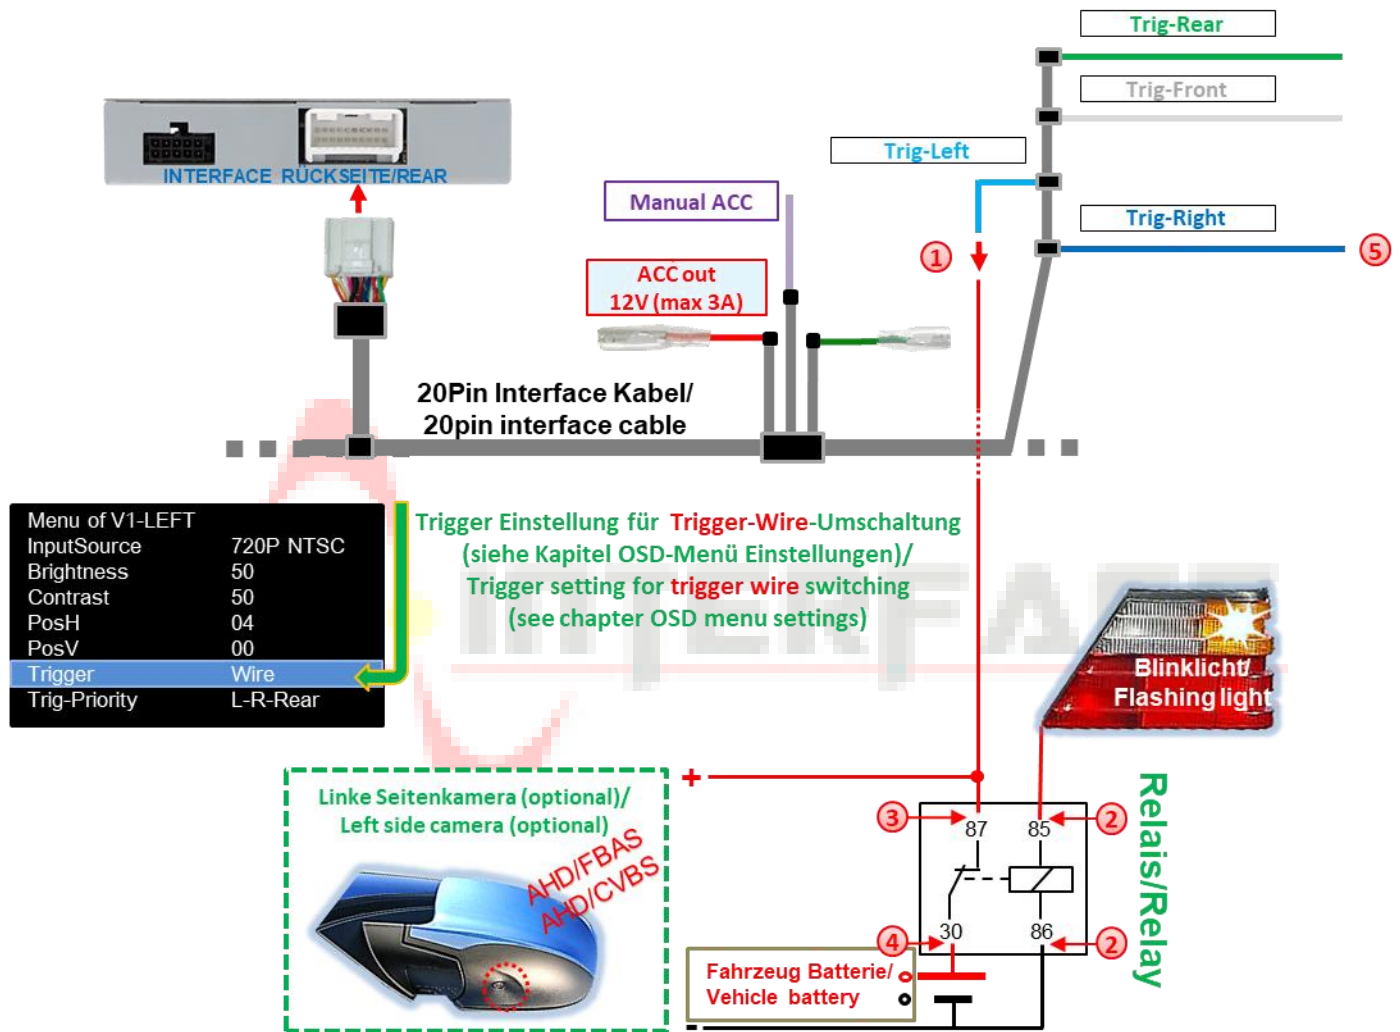 Trig-Rear
Trig-Front
Trig-Left
Trig-Right
INTERFACE RÜCKSEITE/REAR
Manual ACC
ACC out
12V (max 3A)
1
5
20Pin Interface Kabel/
20pin interface cable
Menu of V1-LEFT
InputSource 720P NTSC
Brightness 50
Contrast 50
PosH 04
PosV 00
Trigger Wire
Trig-Priority L-R-Rear
Trigger Einstellung für Trigger-Wire-Umschaltung
(siehe Kapitel OSD-Menü Einstellungen)/
Trigger setting for trigger wire switching
(see chapter OSD menu settings)
INTERFACE
Blinklicht/
Flashing light
Linke Seitenkamera (optional)/
Left side camera (optional)
AHD/FBAS
AHD/CVBS
+
3
2
87 85
30 86
4
2
Relais/Relay
Fahrzeug Batterie/
Vehicle battery
-